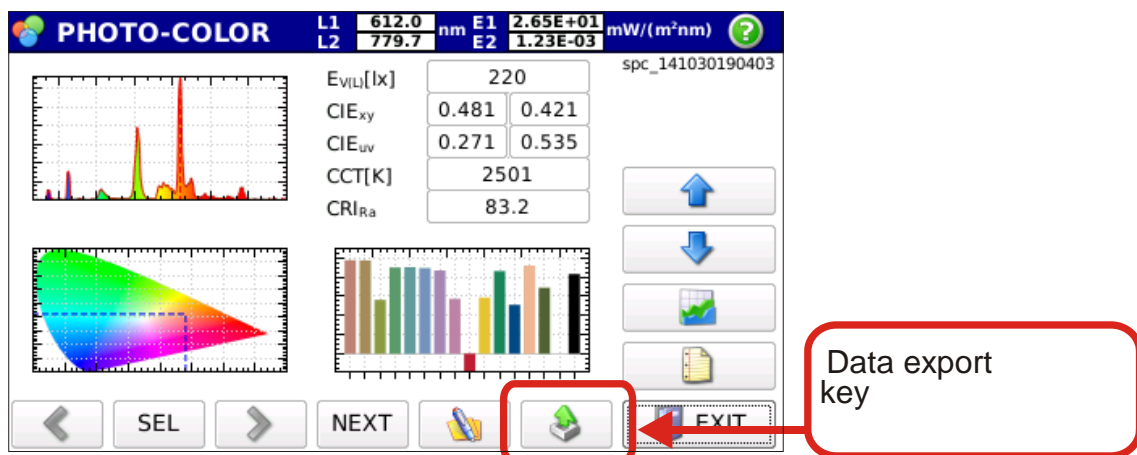 PHOTO-COLOR
L1 612.0 nm E1 2.65E+01 mW/(m²nm)
L2 779.7 E2 1.23E-03
spc_141030190403
EV(L)[lx] 220
CIExy 0.481 0.421
CIEuv 0.271 0.535
CCT[K] 2501
CRIRa 83.2
SEL NEXT EXIT
Data export
key